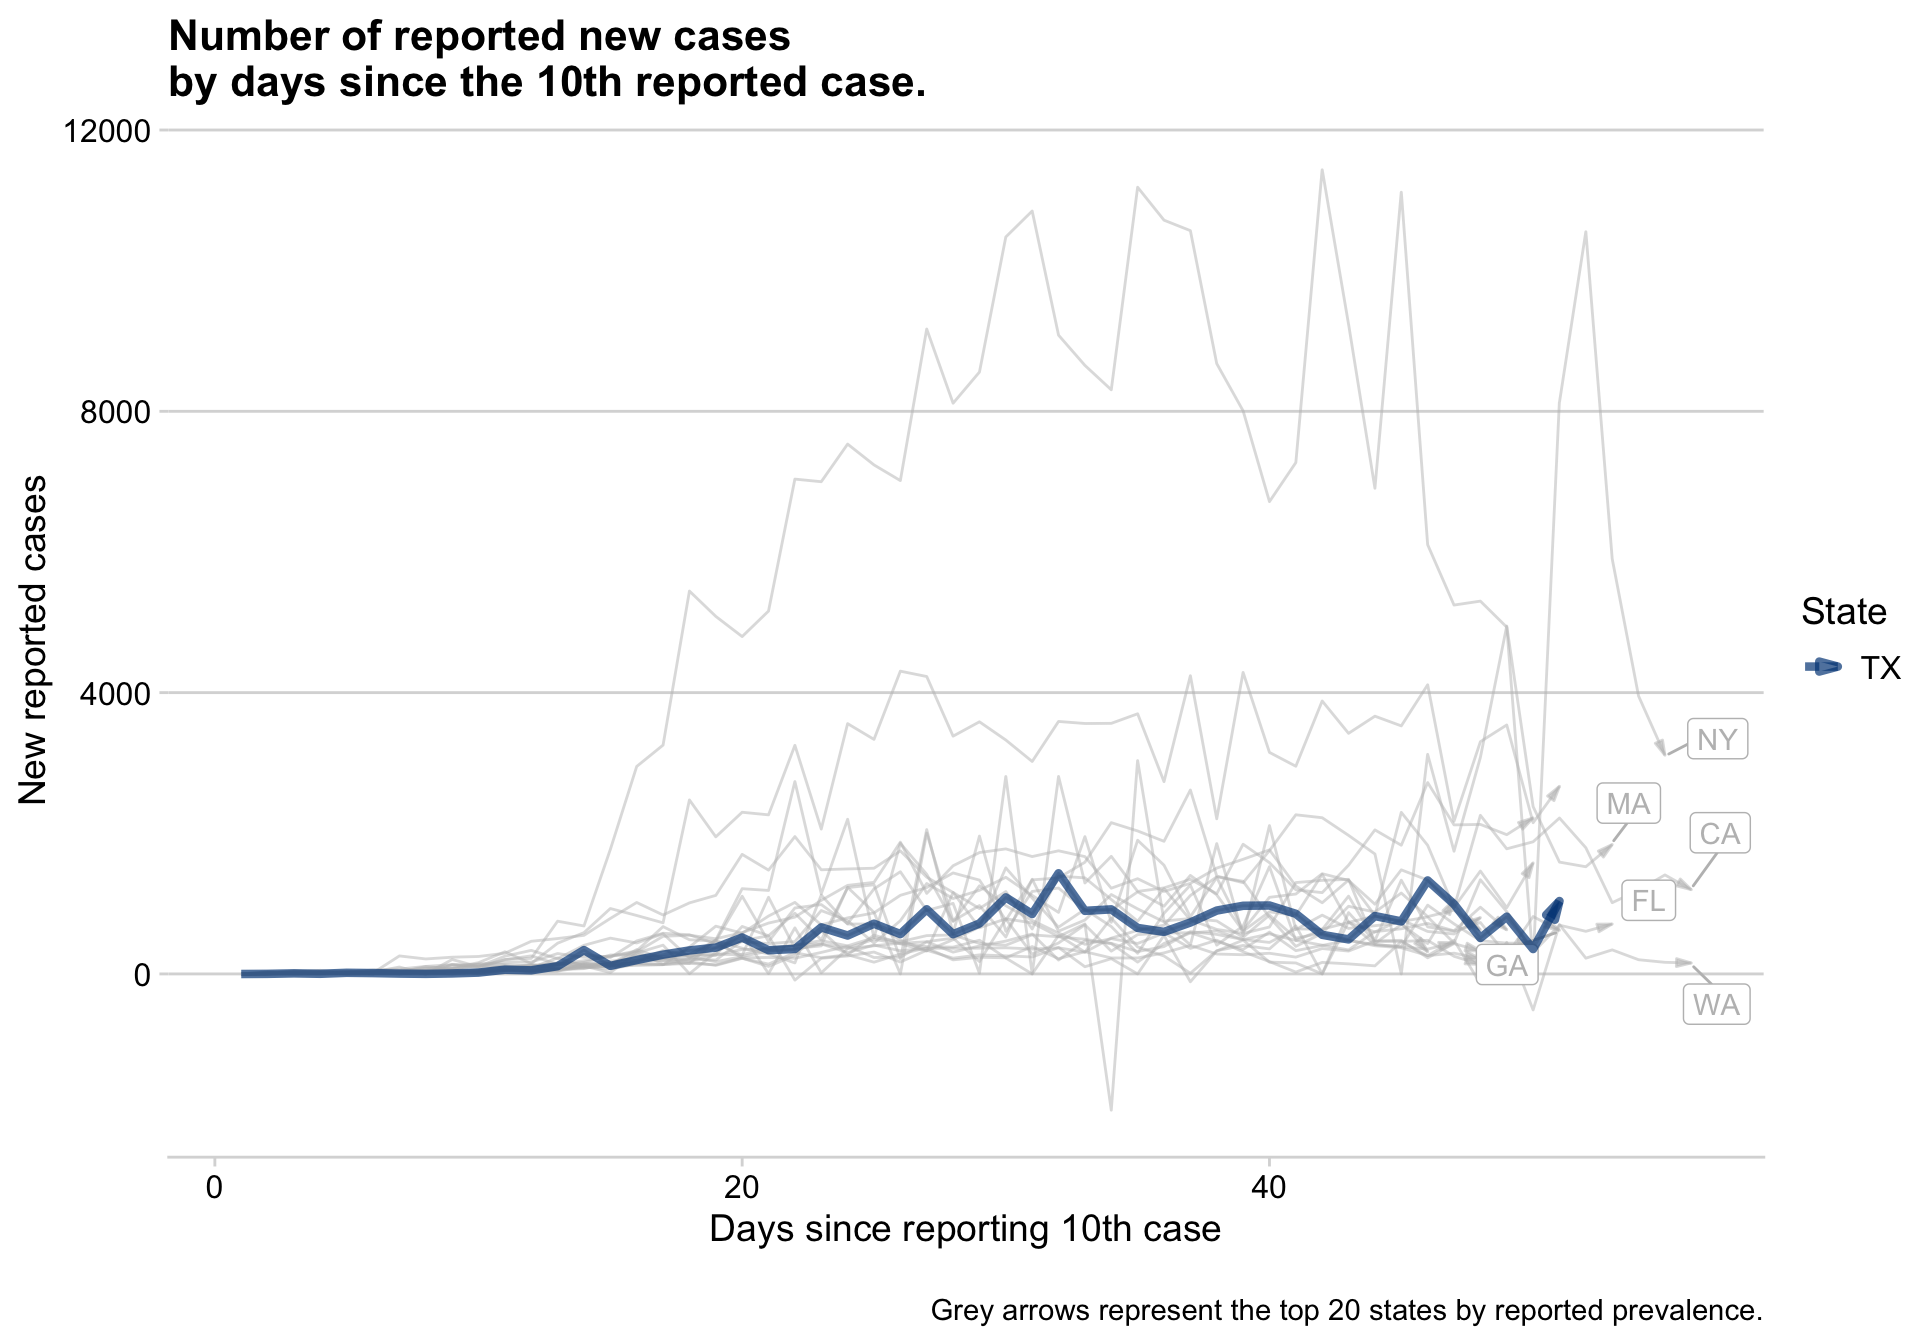 Number of reported new cases
by days since the 10th reported case.
12000
8000
4000
0
New reported cases
NY
MA
CA
FL
GA
WA
State
TX
0
20
40
Days since reporting 10th case
Grey arrows represent the top 20 states by reported prevalence.